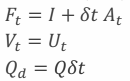 F_t = I + δt A_t
V_t = U_t
Q_d = Qδt